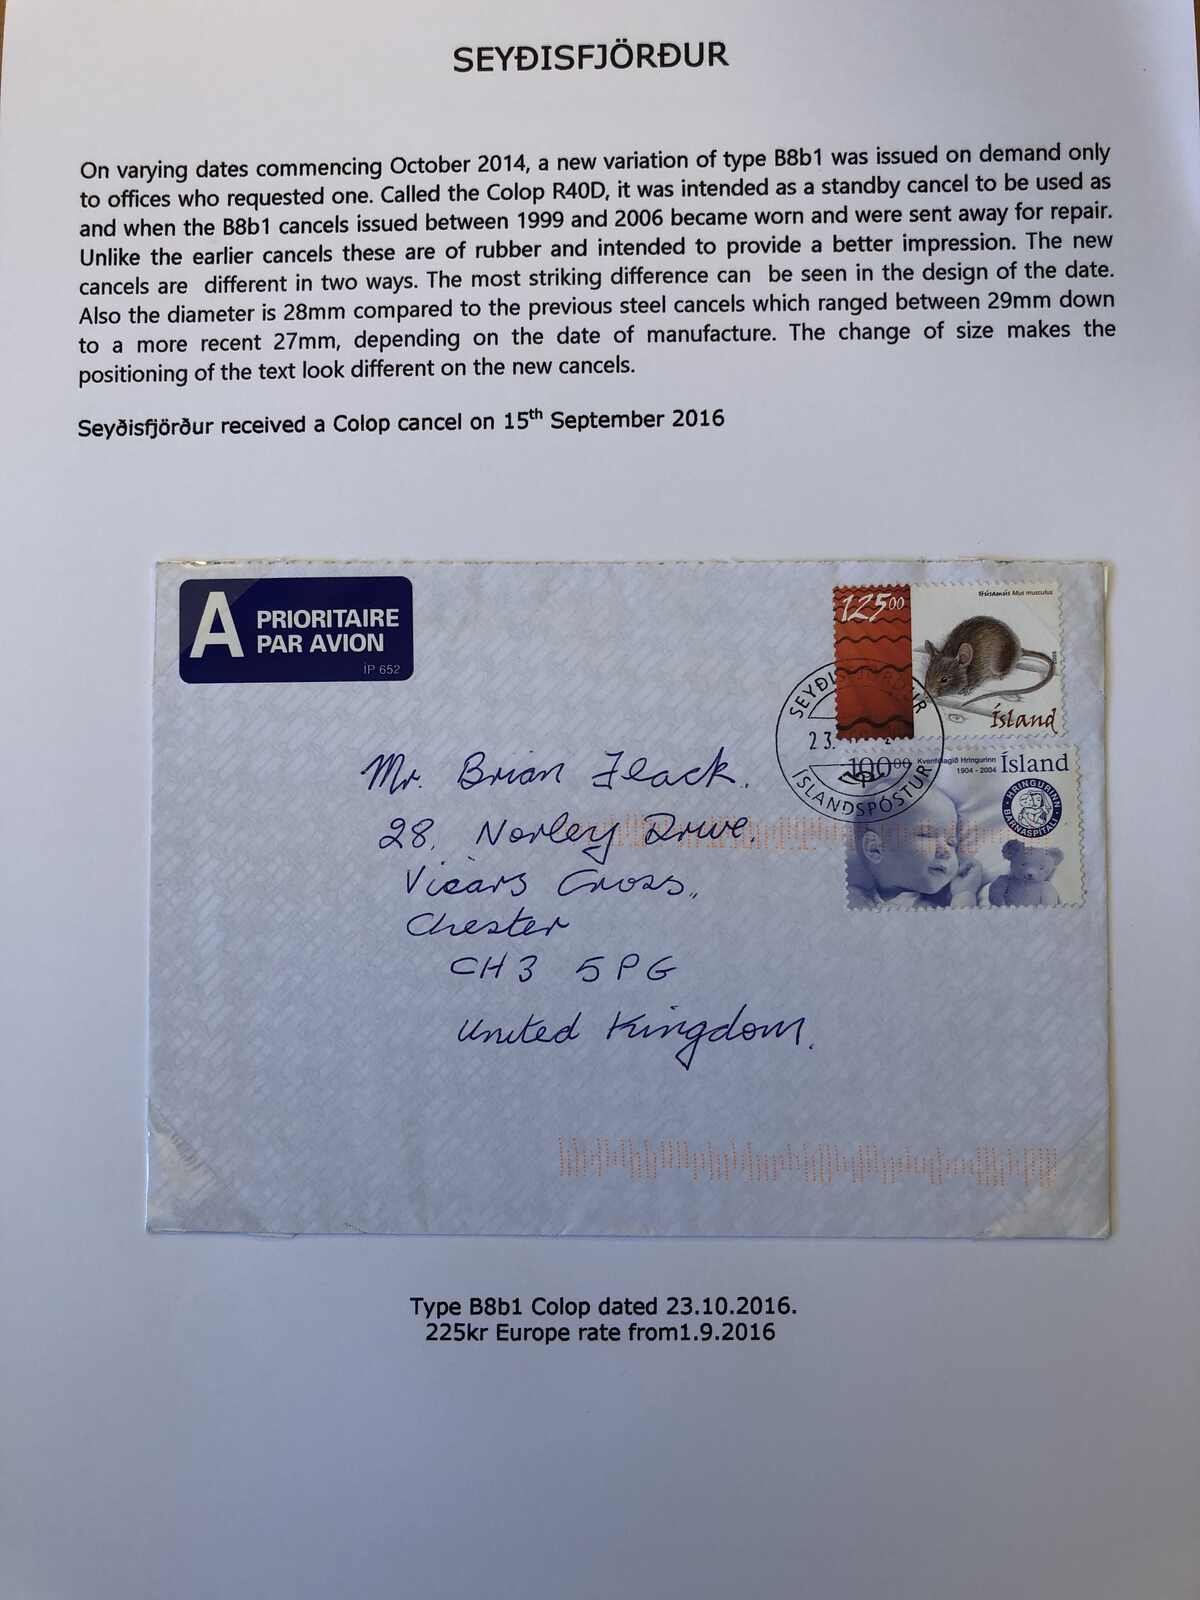 SEYÐISFJÖRÐUR
On varying dates commencing October 2014, a new variation of type B8b1 was issued on demand only
to offices who requested one. Called the Colop R40D, it was intended as a standby cancel to be used as
and when the B8b1 cancels issued between 1999 and 2006 became worn and were sent away for repair.
Unlike the earlier cancels these are of rubber and intended to provide a better impression. The new
cancels are different in two ways. The most striking difference can be seen in the design of the date.
Also the diameter is 28mm compared to the previous steel cancels which ranged between 29mm down
to a more recent 27mm, depending on the date of manufacture. The change of size makes the
positioning of the text look different on the new cancels.
Seyðisfjörður received a Colop cancel on 15th September 2016
A PRIORITAIRE
PAR AVION
ÍP 652
12500
Húsamús Mus musculus
Ísland
SEYÐISFJÖRÐUR
23.
ÍSLANDSPÓSTUR
10000
Kvenfélagið Hringurinn
1904 - 2004
Ísland
HRINGURINN
BARNASPÍTALI
Mr. Brian Flack.
28, Norley Drive.
Vicars Cross,
Chester
CH3 5PG
United Kingdom.
Type B8b1 Colop dated 23.10.2016.
225kr Europe rate from1.9.2016